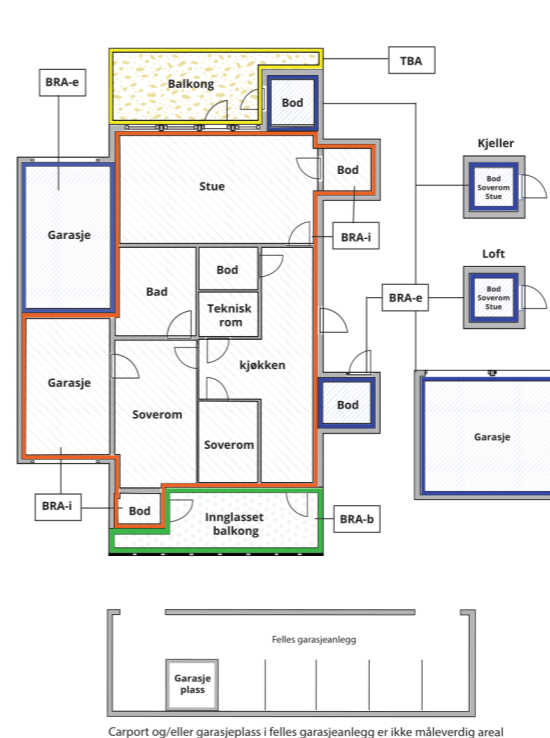 TBA
BRA-e
Balkong
Bod
Kjeller
Bod
Soverom
Stue
Stue
Bod
Garasje
BRA-i
Loft
Bod
Soverom
Stue
Bad
Bod
Teknisk
rom
BRA-e
kjøkken
Garasje
Soverom
Bod
Soverom
Garasje
BRA-i
Bod
Innglasset
balkong
BRA-b
Felles garasjeanlegg
Garasje
plass
Carport og/eller garasjeplass i felles garasjeanlegg er ikke måleverdig areal